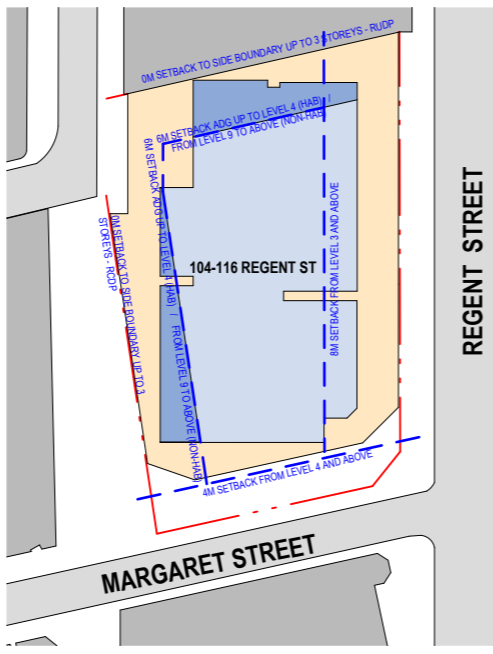 0M SETBACK TO SIDE BOUNDARY UP TO 3 STOREYS - RUDP
6M SETBACK ADG UP TO LEVEL 4 (HAB) /
FROM LEVEL 9 TO ABOVE (NON-HAB)
6M SETBACK ADG UP TO LEVEL 4 (HAB) / FROM LEVEL 9 TO ABOVE (NON-HAB)
0M SETBACK TO SIDE BOUNDARY UP TO 3
STOREYS - RCDP
104-116 REGENT ST
8M SETBACK FROM LEVEL 3 AND ABOVE
REGENT STREET
4M SETBACK FROM LEVEL 4 AND ABOVE
MARGARET STREET